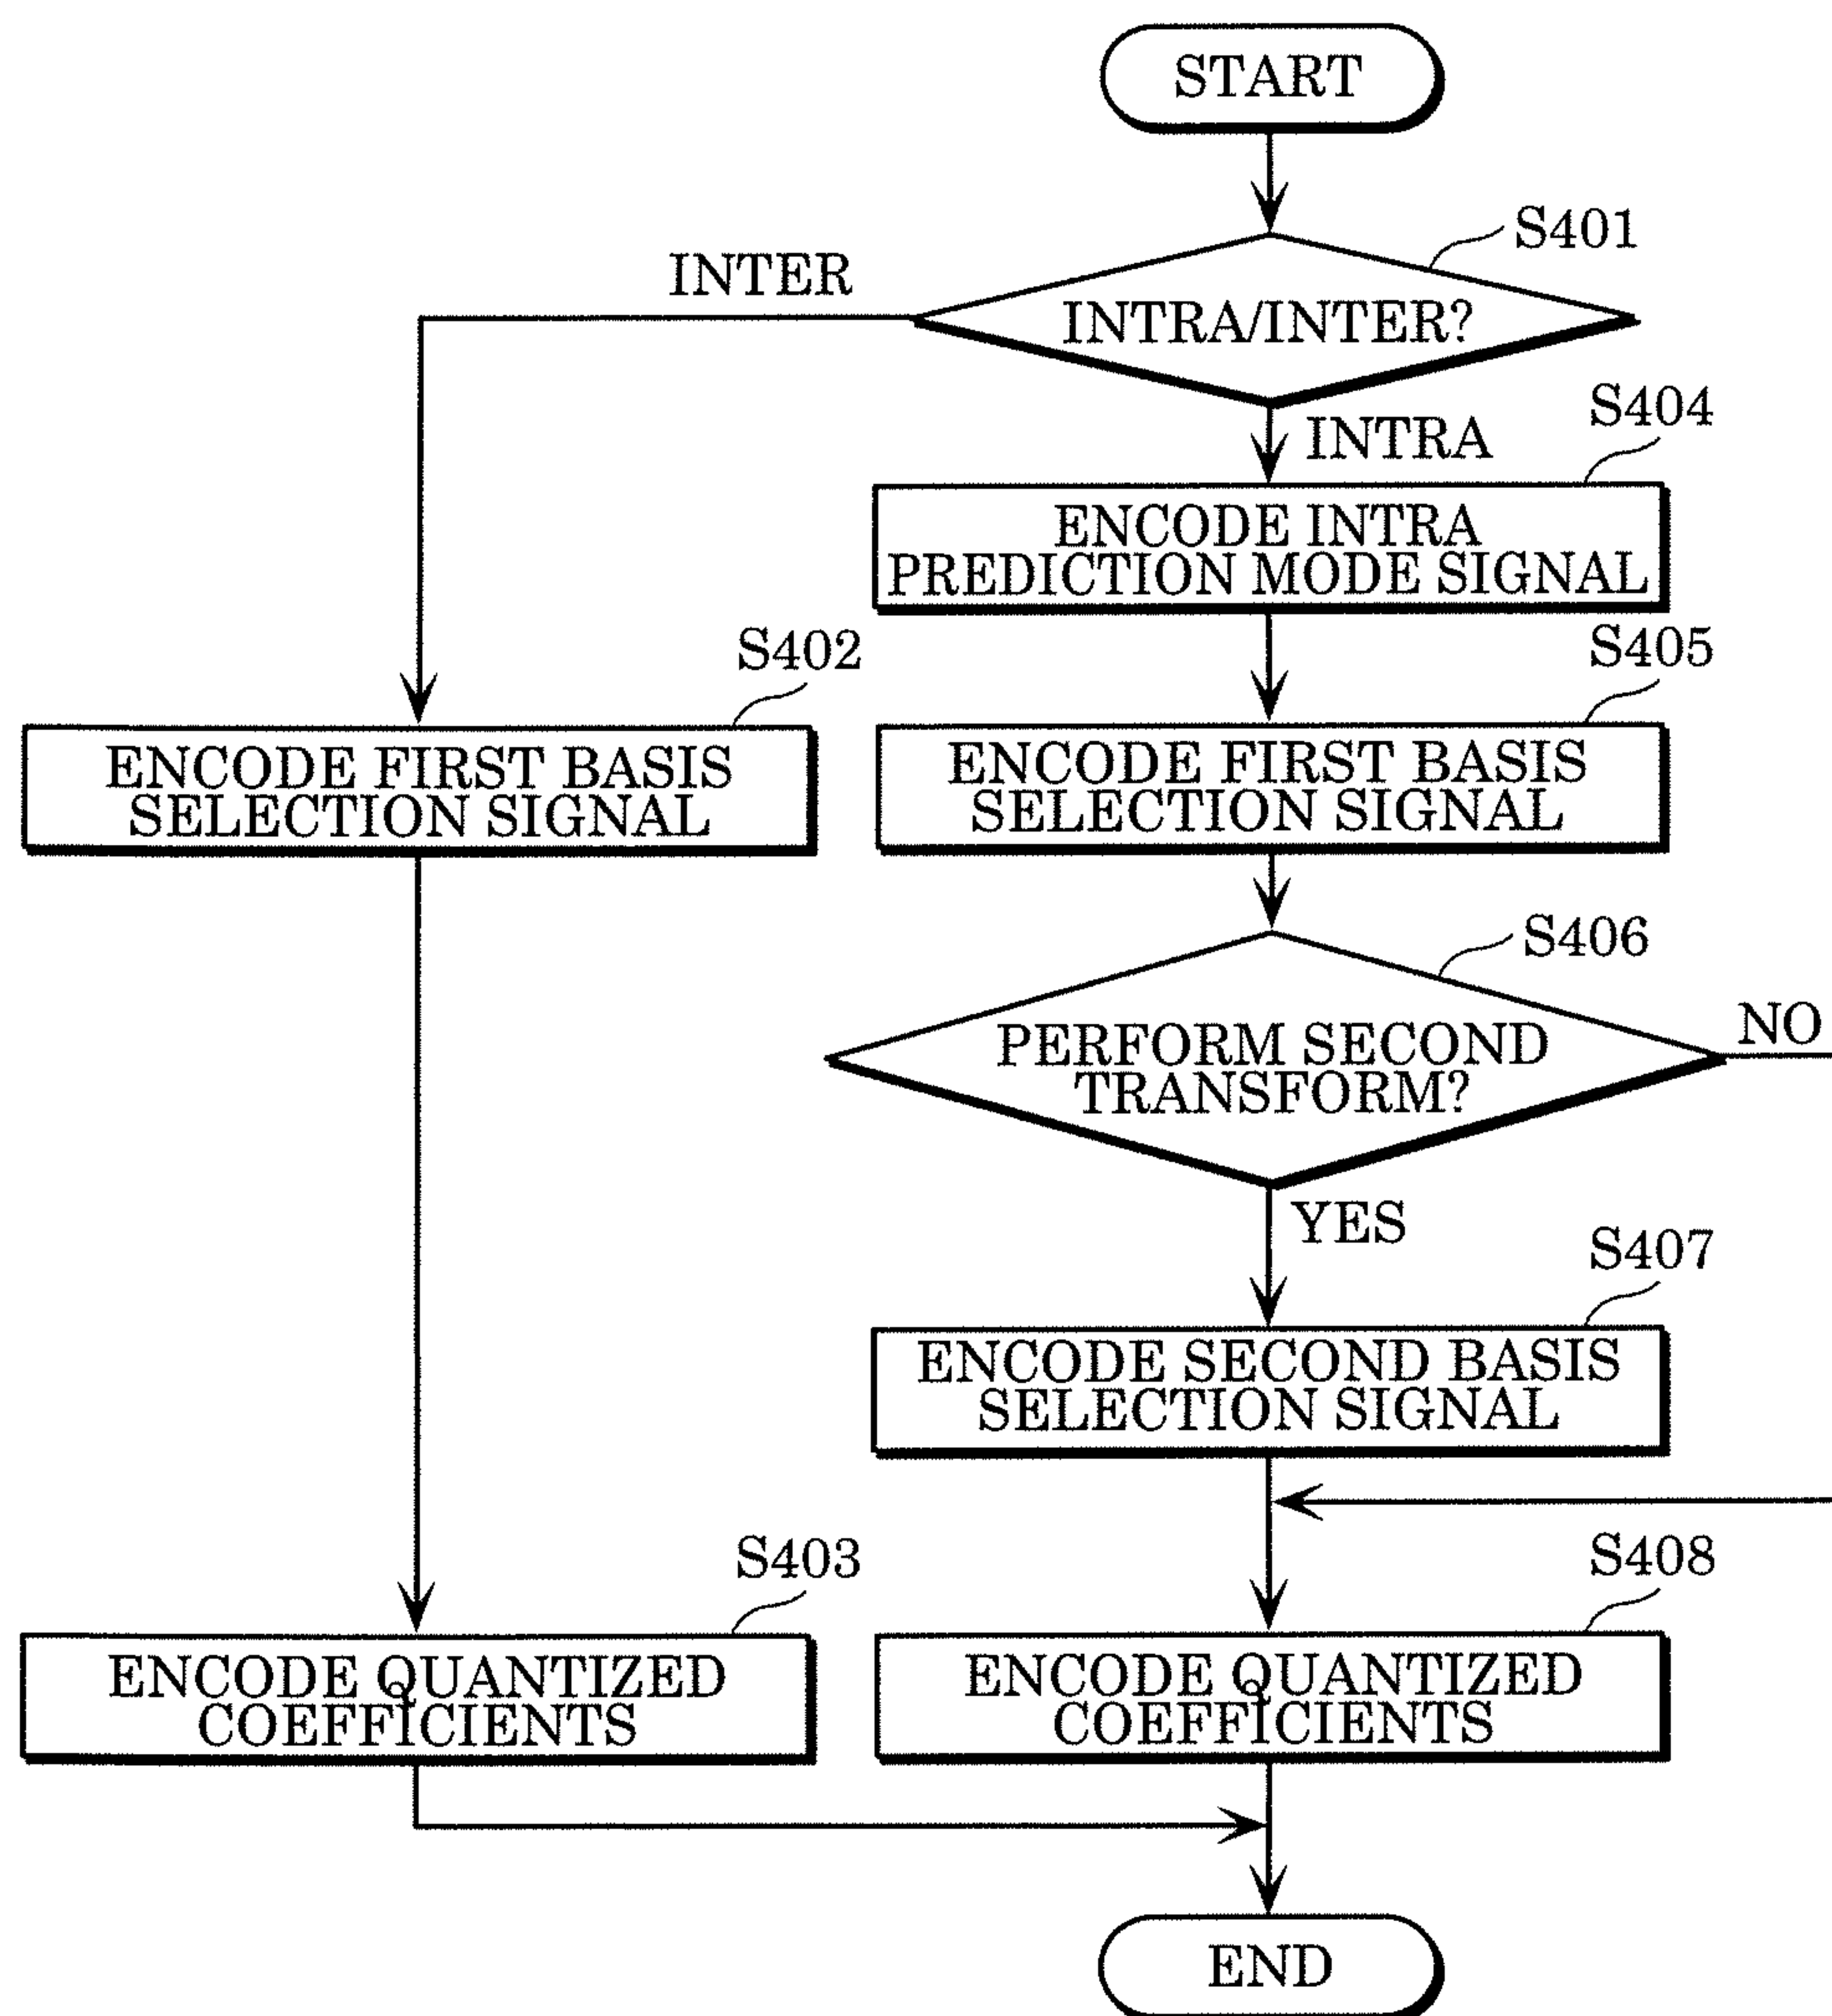 START
S401
INTER
INTRA/INTER?
S404
INTRA
ENCODE INTRA
PREDICTION MODE SIGNAL
S402
S405
ENCODE FIRST BASIS
SELECTION SIGNAL
ENCODE FIRST BASIS
SELECTION SIGNAL
S406
NO
PERFORM SECOND
TRANSFORM?
YES
S407
ENCODE SECOND BASIS
SELECTION SIGNAL
S403
S408
ENCODE QUANTIZED
COEFFICIENTS
ENCODE QUANTIZED
COEFFICIENTS
END